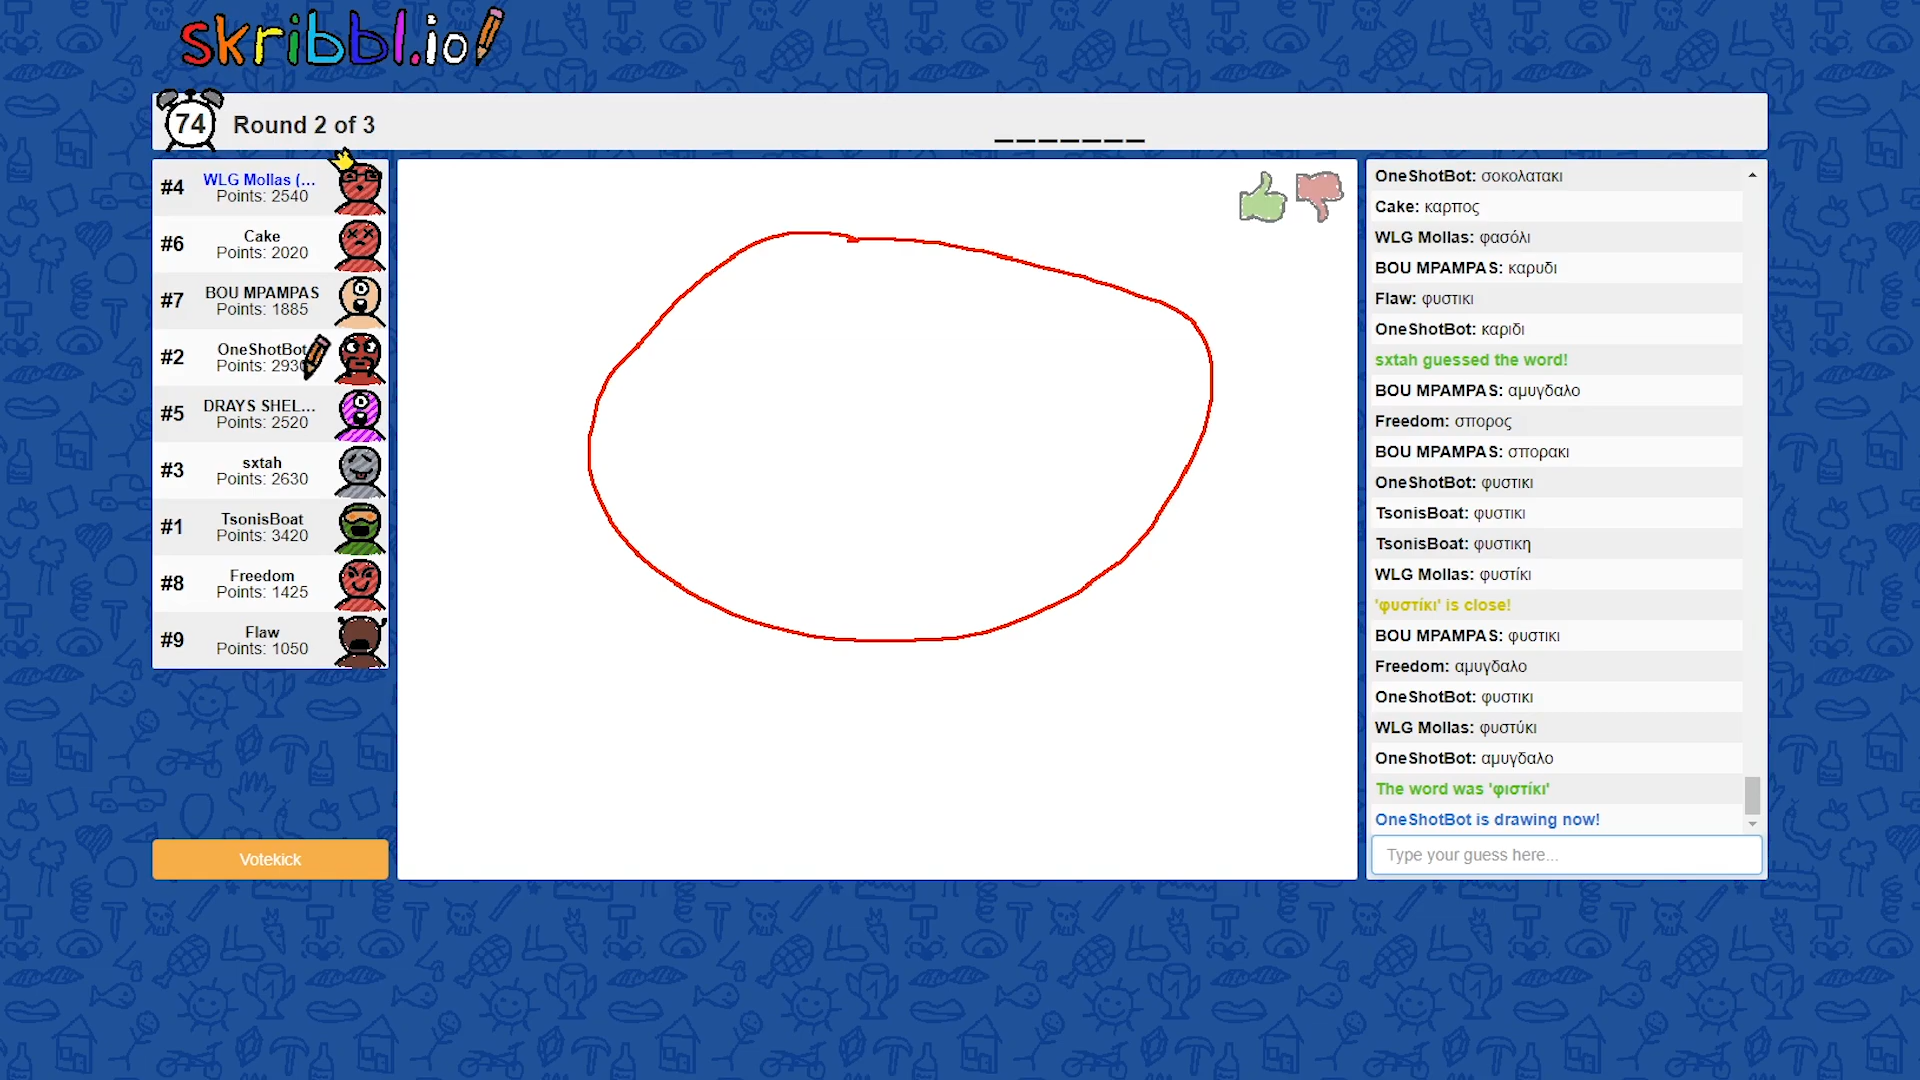 skribbl.io
74
Round 2 of 3
_______
#4 WLG Mollas (...
Points: 2540
#6 Cake
Points: 2020
#7 BOU MPAMPAS
Points: 1885
#2 OneShotBot
Points: 2930
#5 DRAYS SHEL...
Points: 2520
#3 sxtah
Points: 2630
#1 TsonisBoat
Points: 3420
#8 Freedom
Points: 1425
#9 Flaw
Points: 1050
Votekick
OneShotBot: σοκολατακι
Cake: καρπος
WLG Mollas: φασόλι
BOU MPAMPAS: καρυδι
Flaw: φυστικι
OneShotBot: καριδι
sxtah guessed the word!
BOU MPAMPAS: αμυγδαλο
Freedom: σπορος
BOU MPAMPAS: σπορακι
OneShotBot: φυστικι
TsonisBoat: φυστικι
TsonisBoat: φυστικη
WLG Mollas: φυστίκι
'φυστίκι' is close!
BOU MPAMPAS: φυστικι
Freedom: αμυγδαλο
OneShotBot: φυστικι
WLG Mollas: φυστύκι
OneShotBot: αμυγδαλο
The word was 'φιστίκι'
OneShotBot is drawing now!
Type your guess here...